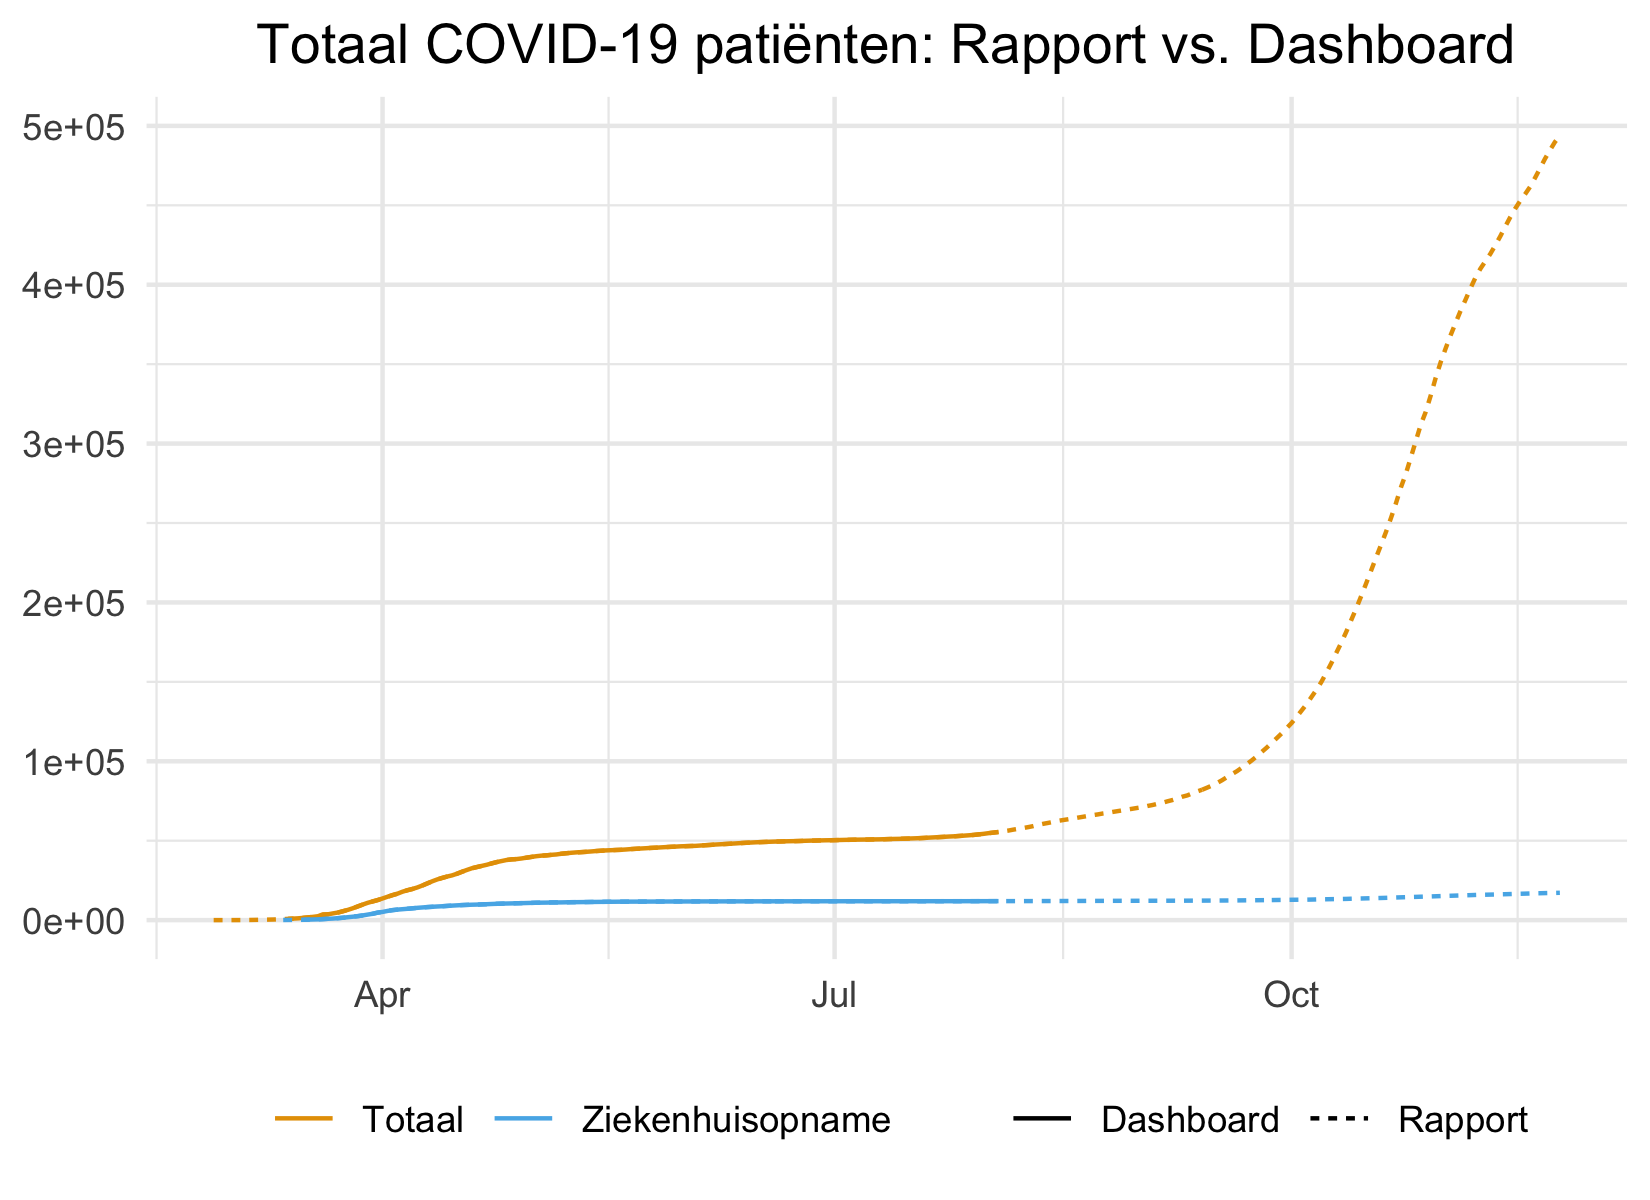 Totaal COVID-19 patiënten: Rapport vs. Dashboard
5e+05
4e+05
3e+05
2e+05
1e+05
0e+00
Apr Jul Oct
Totaal Ziekenhuisopname Dashboard Rapport